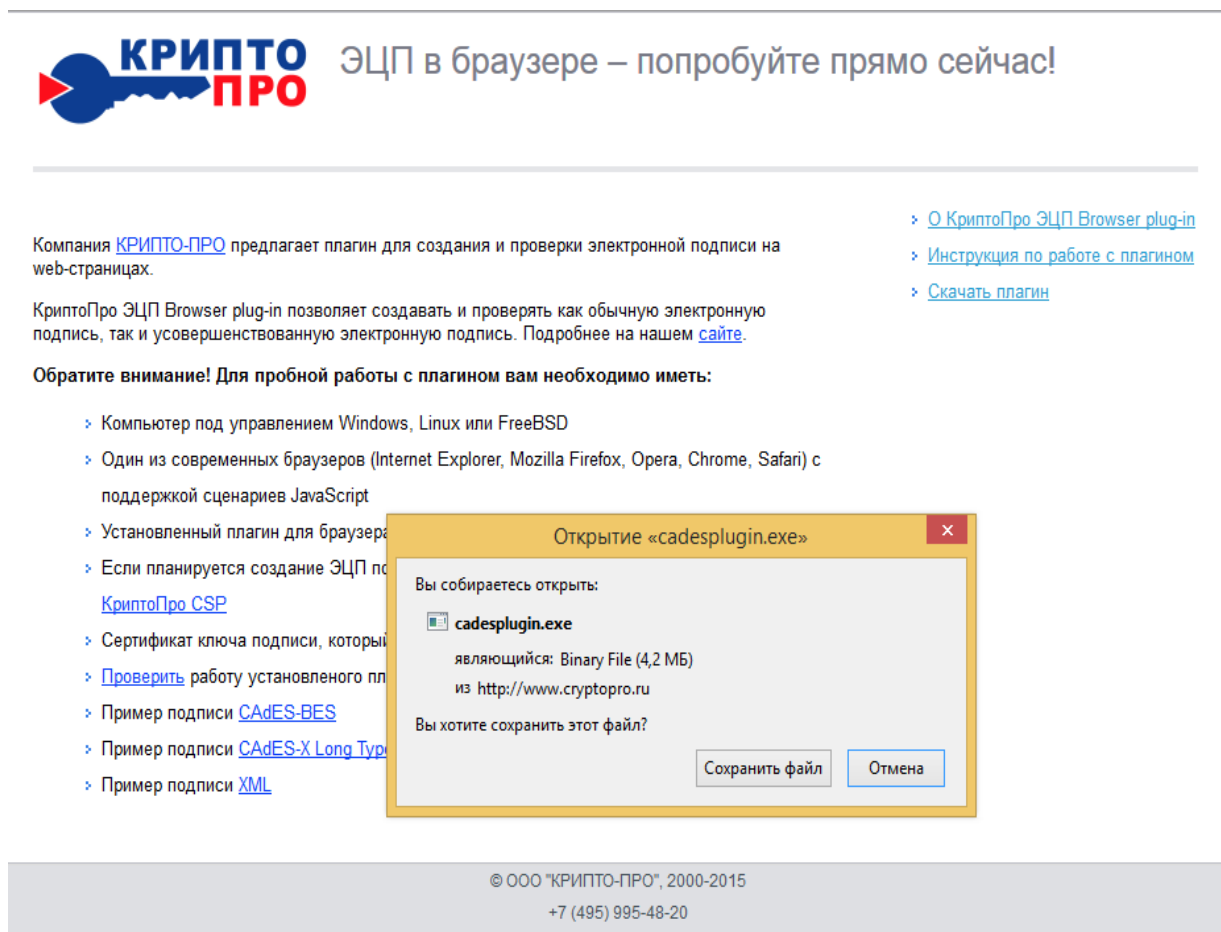 КРИПТО
ПРО
ЭЦП в браузере – попробуйте прямо сейчас!
О КриптоПро ЭЦП Browser plug-in
Инструкция по работе с плагином
Скачать плагин
Компания КРИПТО-ПРО предлагает плагин для создания и проверки электронной подписи на
web-страницах.
КриптоПро ЭЦП Browser plug-in позволяет создавать и проверять как обычную электронную
подпись, так и усовершенствованную электронную подпись. Подробнее на нашем сайте.
Обратите внимание! Для пробной работы с плагином вам необходимо иметь:
Компьютер под управлением Windows, Linux или FreeBSD
Один из современных браузеров (Internet Explorer, Mozilla Firefox, Opera, Chrome, Safari) с
поддержкой сценариев JavaScript
Установленный плагин для браузера
Если планируется создание ЭЦП по
КриптоПро CSP
Сертификат ключа подписи, который
Проверить работу установленого пл
Пример подписи CAdES-BES
Пример подписи CAdES-X Long Type
Пример подписи XML
Открытие «cadesplugin.exe»
Вы собираетесь открыть:
cadesplugin.exe
являющийся: Binary File (4,2 МБ)
из http://www.cryptopro.ru
Вы хотите сохранить этот файл?
Сохранить файл
Отмена
© ООО "КРИПТО-ПРО", 2000-2015
+7 (495) 995-48-20